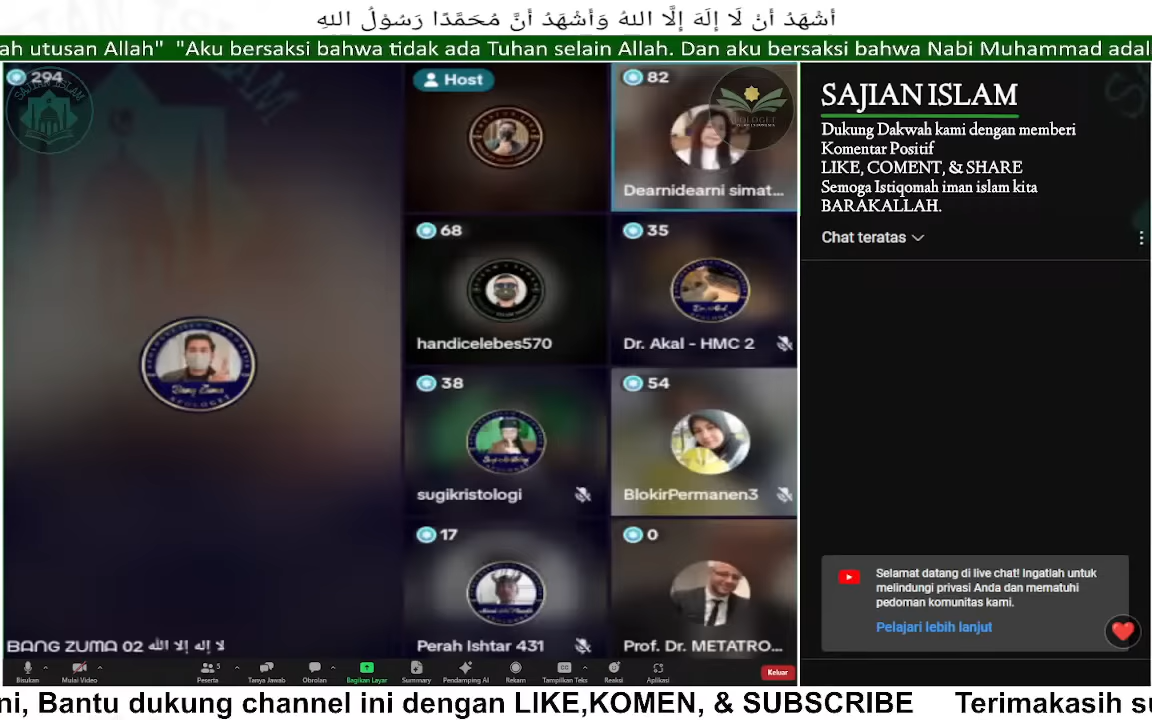 أَشْهَدُ أَنْ لَا إِلَهَ إِلَّا اللهُ وَأَشْهَدُ أَنَّ مُحَمَّدًا رَسُوْلُ اللهِ
ah utusan Allah" "Aku bersaksi bahwa tidak ada Tuhan selain Allah. Dan aku bersaksi bahwa Nabi Muhammad adal
294
SAJIAN ISLAM
BANG ZUMA 02 لا إله إلا الله
Host
82
Dearnidearni simat...
68
handicelebes570
35
Dr. Akal - HMC 2
38
sugikristologi
54
BlokirPermanen3
17
Perah Ishtar 431
0
Prof. Dr. METATRO...
SAJIAN ISLAM
Dukung Dakwah kami dengan memberi
Komentar Positif
LIKE, COMENT, & SHARE
Semoga Istiqomah iman islam kita
BARAKALLAH.
Chat teratas
Selamat datang di live chat! Ingatlah untuk
melindungi privasi Anda dan mematuhi
pedoman komunitas kami.
Pelajari lebih lanjut
Bisukan
Mulai Video
Peserta
5
Tanya Jawab
Obrolan
Bagikan Layar
Summary
Pendamping AI
Rekam
Tampilkan Teks
Reaksi
Aplikasi
Keluar
ni, Bantu dukung channel ini dengan LIKE,KOMEN, & SUBSCRIBE Terimakasih su